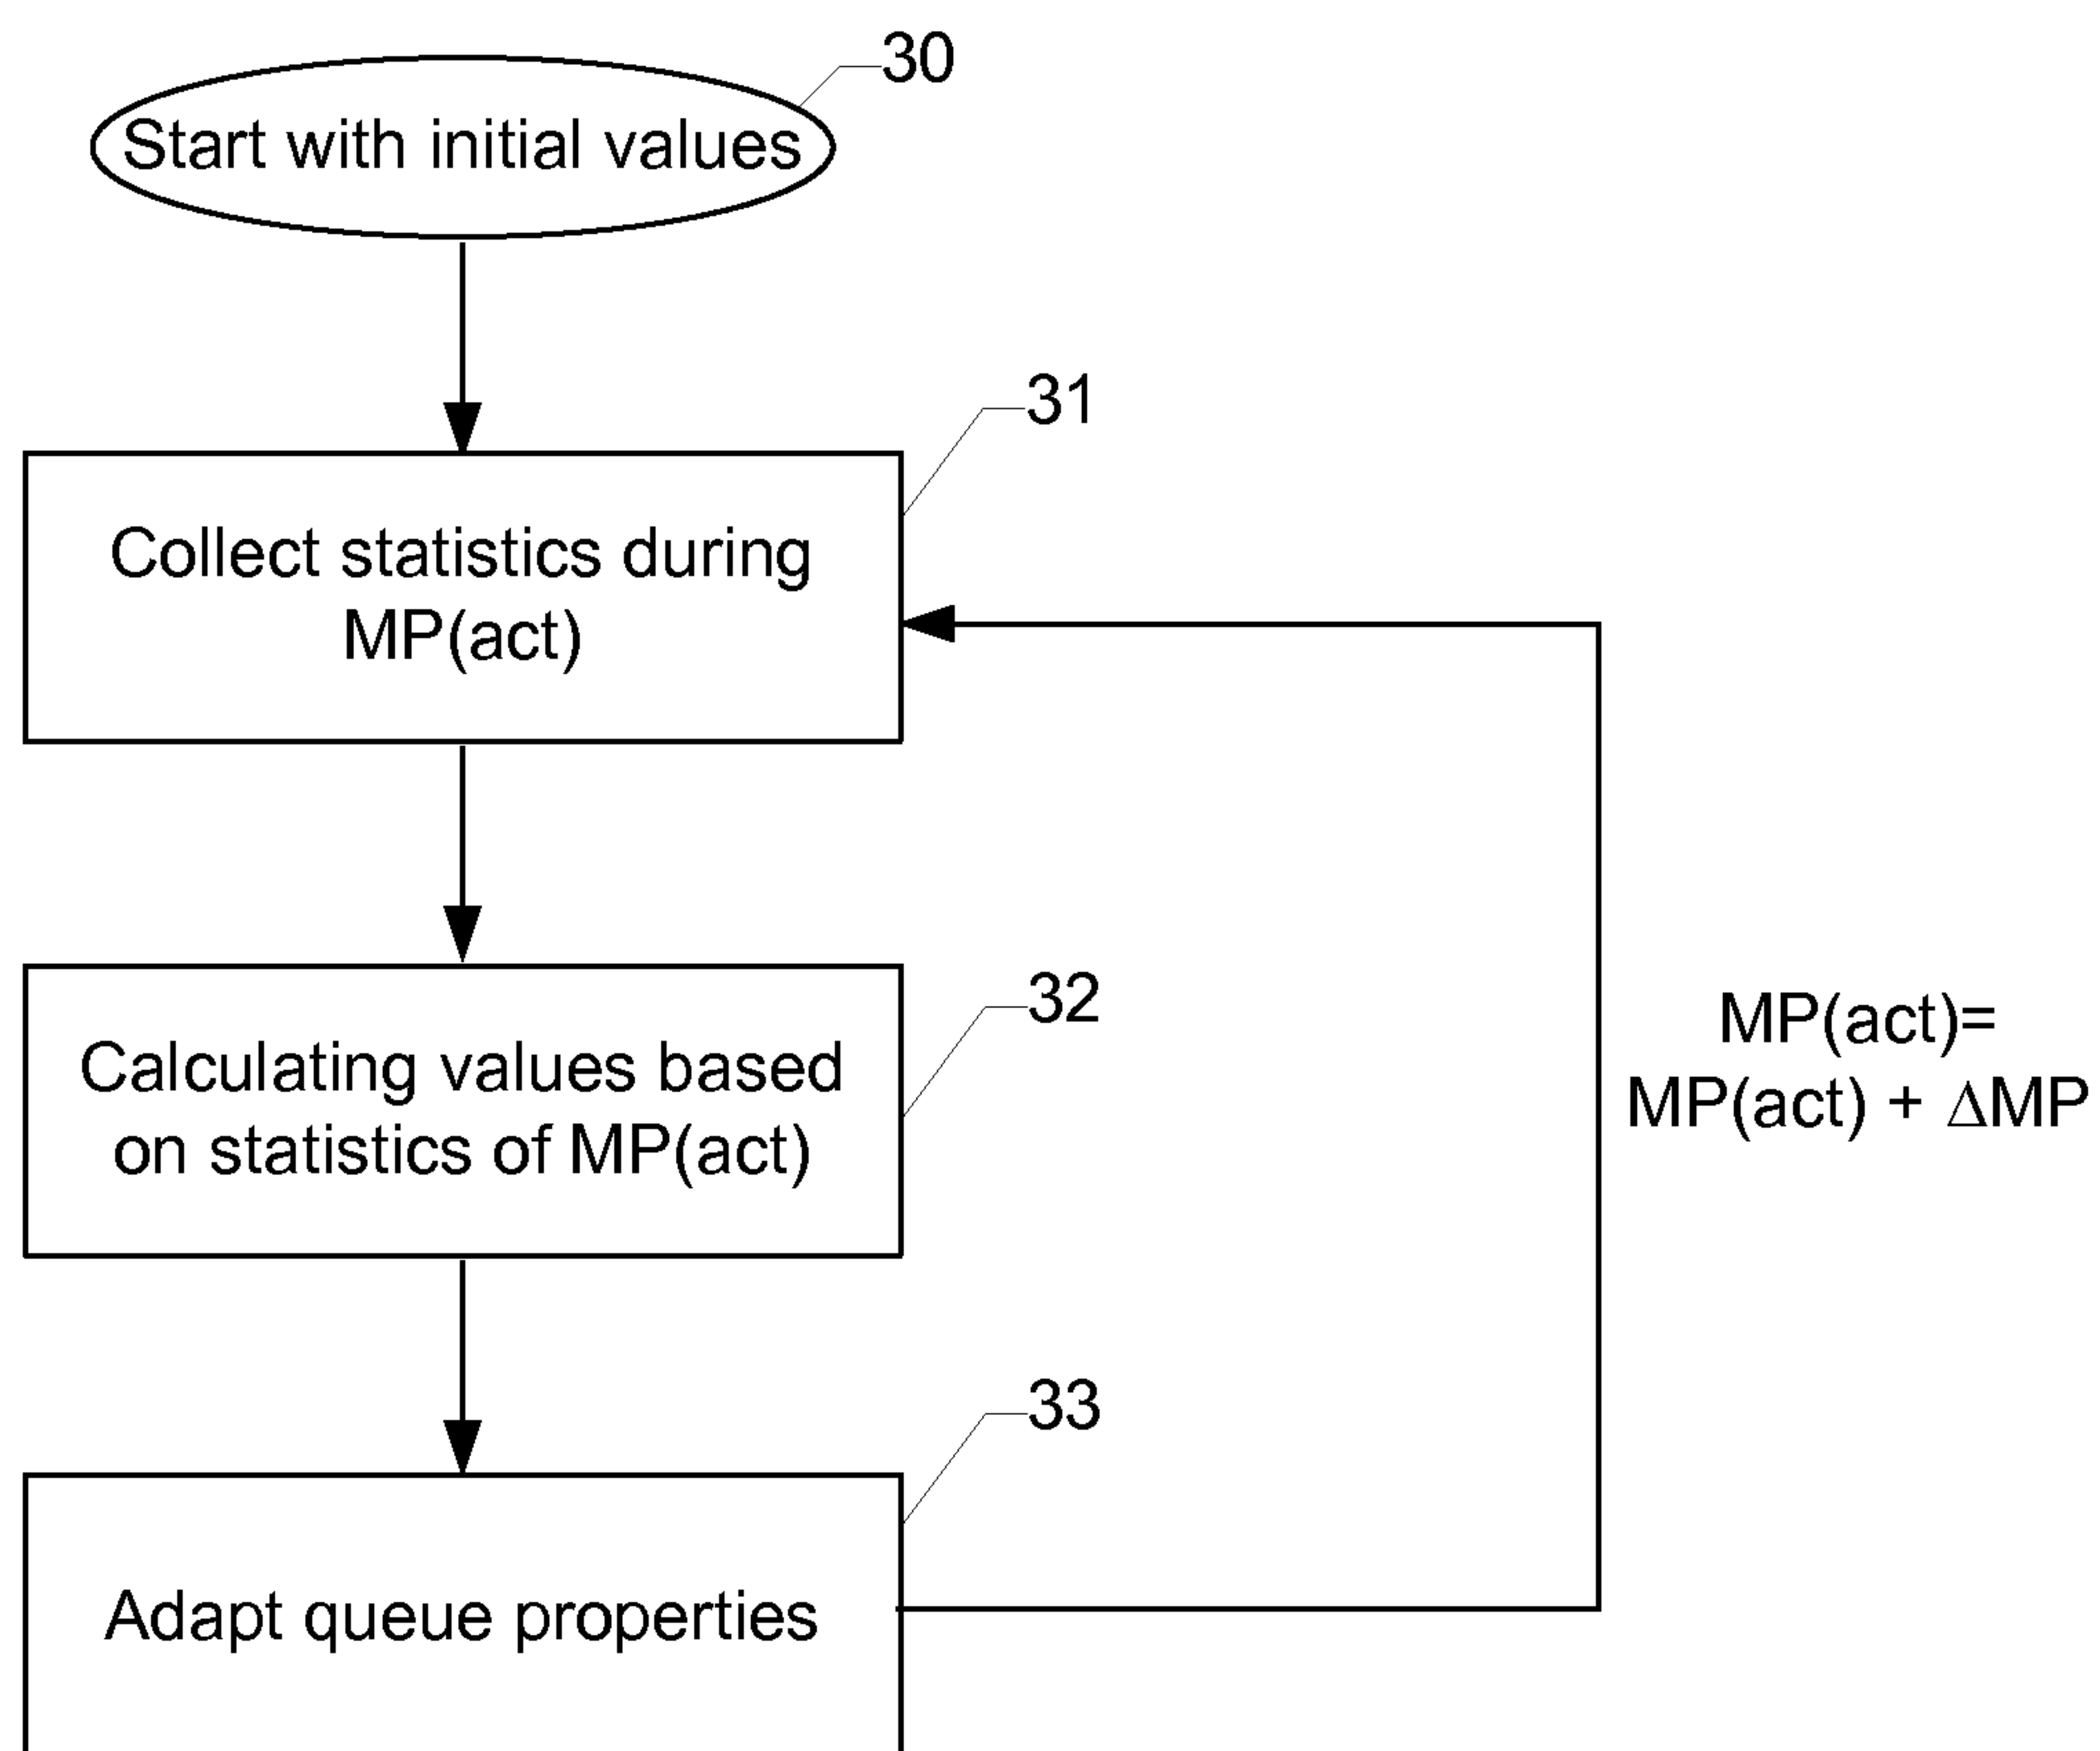 30
Start with initial values
31
Collect statistics during
MP(act)
32
Calculating values based
on statistics of MP(act)
MP(act)=
MP(act) + ΔMP
33
Adapt queue properties